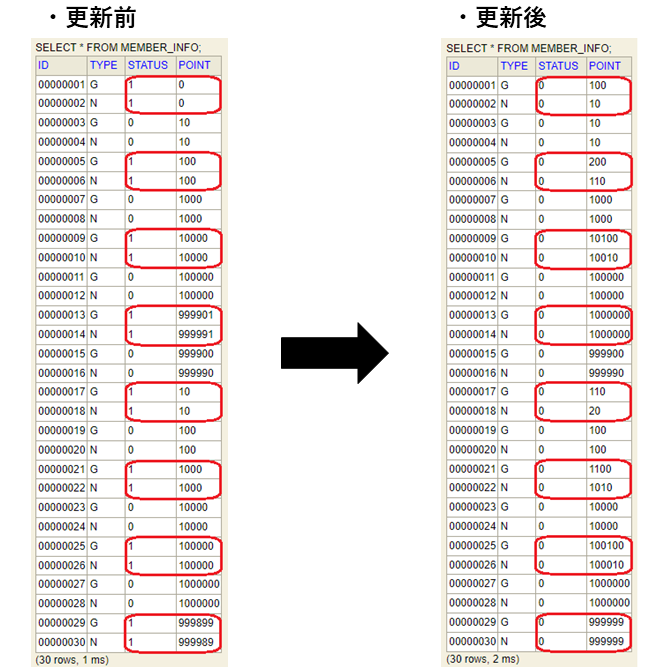 ・更新前
SELECT * FROM MEMBER_INFO;
ID TYPE STATUS POINT
00000001 G 1 0
00000002 N 1 0
00000003 G 0 10
00000004 N 0 10
00000005 G 1 100
00000006 N 1 100
00000007 G 0 1000
00000008 N 0 1000
00000009 G 1 10000
00000010 N 1 10000
00000011 G 0 100000
00000012 N 0 100000
00000013 G 1 999901
00000014 N 1 999991
00000015 G 0 999900
00000016 N 0 999990
00000017 G 1 10
00000018 N 1 10
00000019 G 0 100
00000020 N 0 100
00000021 G 1 1000
00000022 N 1 1000
00000023 G 0 10000
00000024 N 0 10000
00000025 G 1 100000
00000026 N 1 100000
00000027 G 0 1000000
00000028 N 0 1000000
00000029 G 1 999899
00000030 N 1 999989
(30 rows, 1 ms)
・更新後
SELECT * FROM MEMBER_INFO;
ID TYPE STATUS POINT
00000001 G 0 100
00000002 N 0 10
00000003 G 0 10
00000004 N 0 10
00000005 G 0 200
00000006 N 0 110
00000007 G 0 1000
00000008 N 0 1000
00000009 G 0 10100
00000010 N 0 10010
00000011 G 0 100000
00000012 N 0 100000
00000013 G 0 1000000
00000014 N 0 1000000
00000015 G 0 999900
00000016 N 0 999990
00000017 G 0 110
00000018 N 0 20
00000019 G 0 100
00000020 N 0 100
00000021 G 0 1100
00000022 N 0 1010
00000023 G 0 10000
00000024 N 0 10000
00000025 G 0 100100
00000026 N 0 100010
00000027 G 0 1000000
00000028 N 0 1000000
00000029 G 0 999999
00000030 N 0 999999
(30 rows, 2 ms)